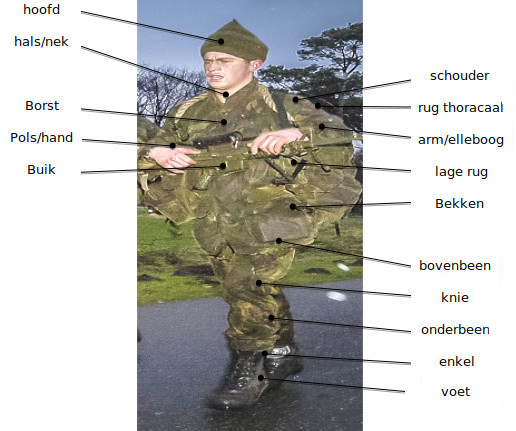 hoofd
hals/nek
Borst
Pols/hand
Buik
schouder
rug thoracaal
arm/elleboog
lage rug
Bekken
bovenbeen
knie
onderbeen
enkel
voet